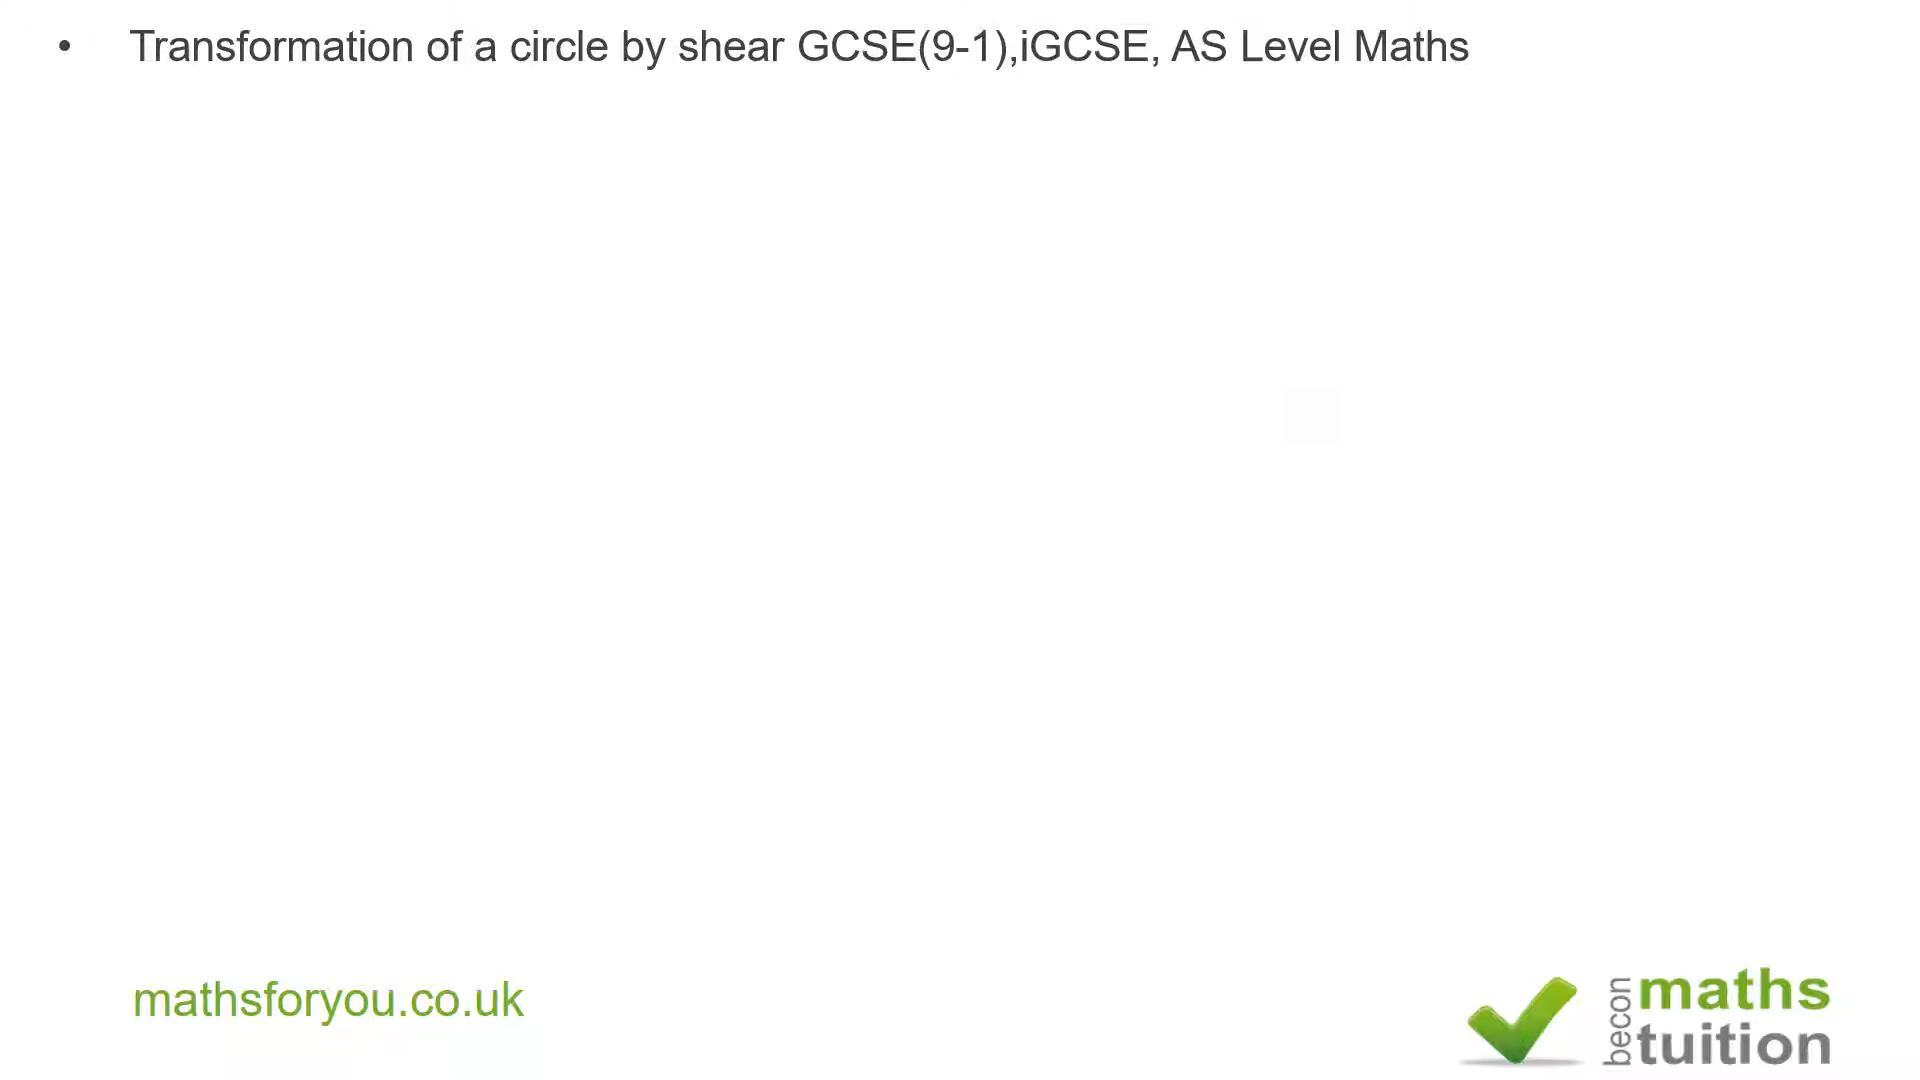 • Transformation of a circle by shear GCSE(9-1),iGCSE, AS Level Maths
mathsforyou.co.uk
becon
maths
tuition